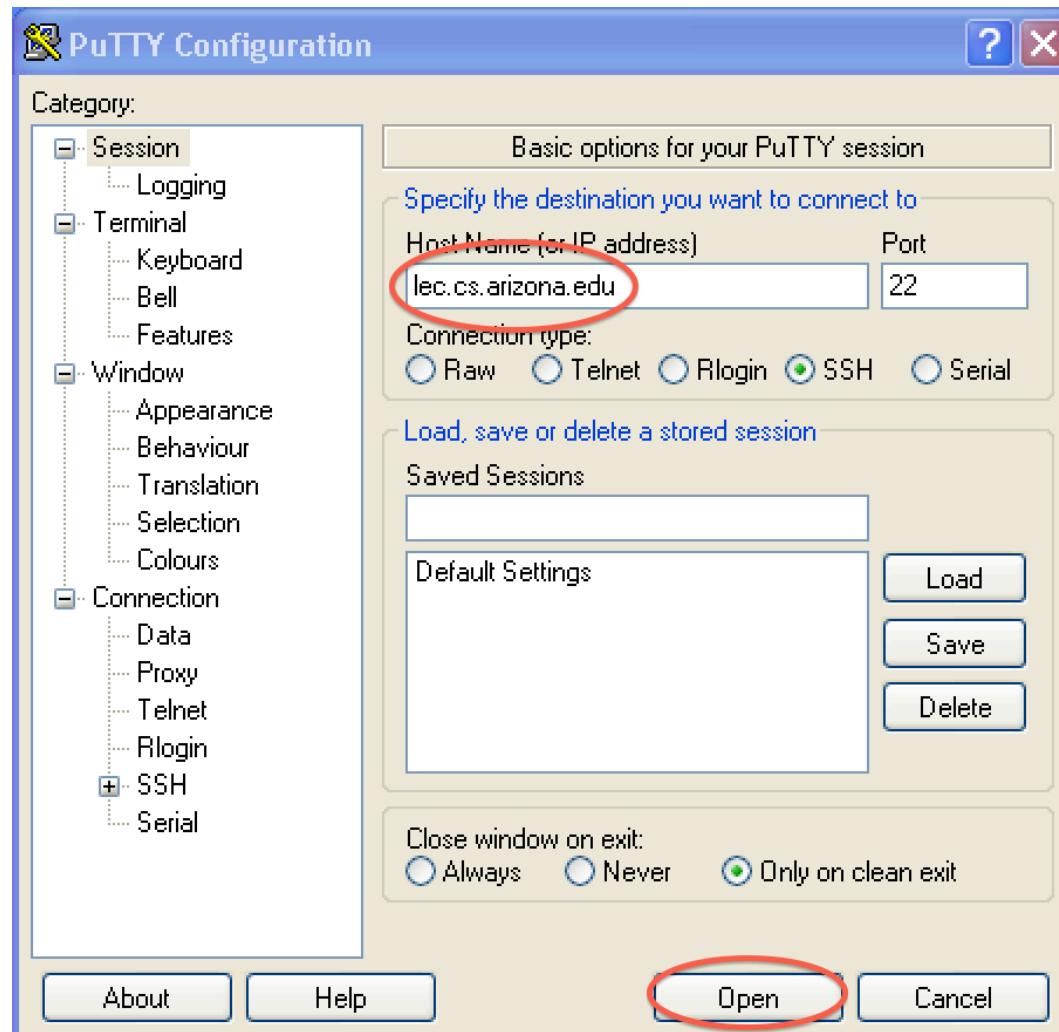 PuTTY Configuration
Category:
Session
Logging
Terminal
Keyboard
Bell
Features
Window
Appearance
Behaviour
Translation
Selection
Colours
Connection
Data
Proxy
Telnet
Rlogin
SSH
Serial
Basic options for your PuTTY session
Specify the destination you want to connect to
Host Name (or IP address) Port
lec.cs.arizona.edu 22
Connection type:
Raw Telnet Rlogin SSH Serial
Load, save or delete a stored session
Saved Sessions
Default Settings
Load
Save
Delete
Close window on exit:
Always Never Only on clean exit
About Help Open Cancel